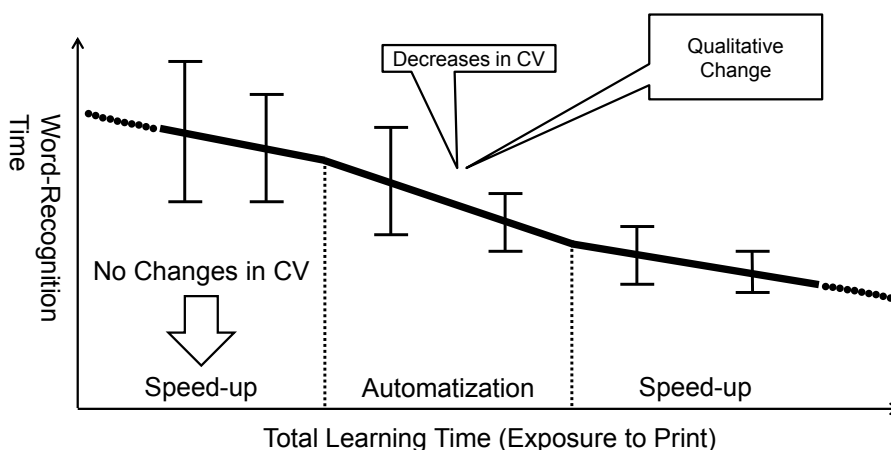 Decreases in CV
Qualitative
Change
Word-Recognition
Time
No Changes in CV
Speed-up
Automatization
Speed-up
Total Learning Time (Exposure to Print)